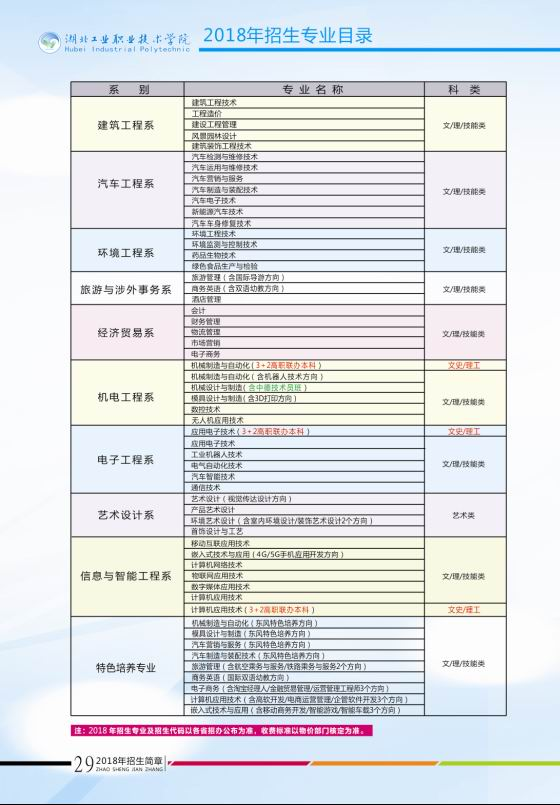 湖北工业职业技术学院
Hubei Industrial Polytechnic
2018年招生专业目录
系 别 专 业 名 称 科 类
建筑工程系
建筑工程技术
工程造价
建设工程管理
风景园林设计
建筑装饰工程技术
文/理/技能类
汽车工程系
汽车检测与维修技术
汽车运用与维修技术
汽车营销与服务
汽车制造与装配技术
汽车电子技术
新能源汽车技术
汽车车身修复技术
文/理/技能类
环境工程系
环境工程技术
环境监测与控制技术
药品生物技术
绿色食品生产与检验
文/理/技能类
旅游与涉外事务系
旅游管理（含国际导游方向）
商务英语（含双语幼教方向）
酒店管理
文/理/技能类
经济贸易系
会计
财务管理
物流管理
市场营销
电子商务
文/理/技能类
机电工程系
机械制造与自动化（3+2高职联办本科） 文史/理工
机械制造与自动化（含机器人技术方向）
机械设计与制造（含中德技术员班）
模具设计与制造（含3D打印方向）
数控技术
无人机应用技术
文/理/技能类
电子工程系
应用电子技术（3+2高职联办本科） 文史/理工
应用电子技术
工业机器人技术
电气自动化技术
汽车智能技术
通信技术
文/理/技能类
艺术设计系
艺术设计（视觉传达设计方向）
产品艺术设计
环境艺术设计（含室内环境设计/装饰艺术设计2个方向）
首饰设计与工艺
艺术类
信息与智能工程系
移动互联应用技术
嵌入式技术与应用（4G/5G手机应用开发方向）
计算机网络技术
物联网应用技术
数字媒体应用技术
计算机应用技术
文/理/技能类
计算机应用技术（3+2高职联办本科） 文史/理工
特色培养专业
机械制造与自动化（东风特色培养方向）
模具设计与制造（东风特色培养方向）
汽车营销与服务（东风特色培养方向）
汽车制造与装配技术（东风特色培养方向）
旅游管理（含航空乘务与服务/铁路乘务与服务2个方向）
商务英语（国际双语幼教方向）
电子商务（含淘宝经理人/金融贸易管理/运营管理工程师3个方向）
计算机应用技术（含高软开发/电商运营管理/企管软件开发3个方向）
嵌入式技术与应用（含移动商务开发/智能游戏/智能车载3个方向）
文/理/技能类
注：2018 年招生专业及招生代码以各省招办公布为准，收费标准以物价部门核定为准。
29 2018年招生简章
ZHAO SHENG JIAN ZHANG